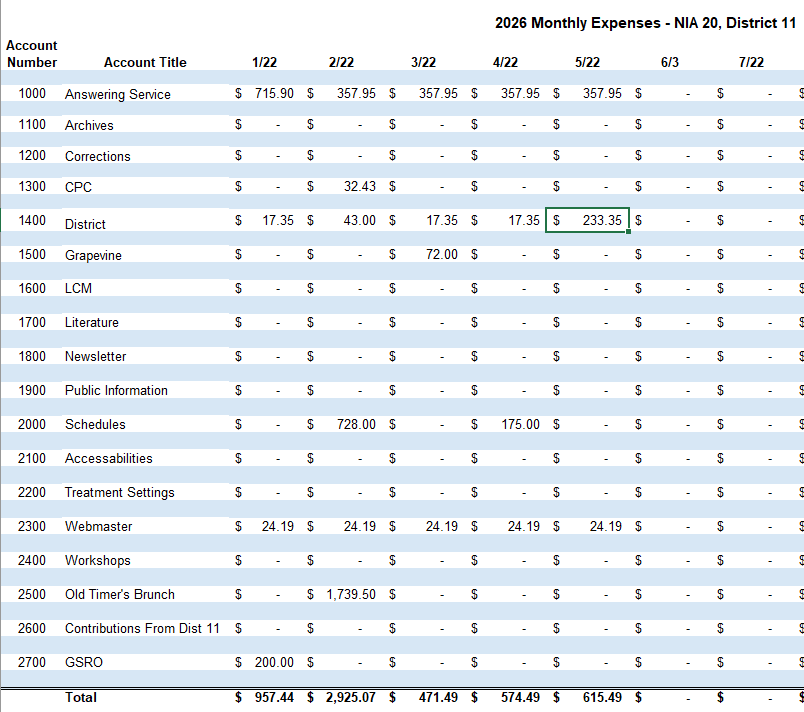 2026 Monthly Expenses - NIA 20, District 11
Account
Number Account Title 1/22 2/22 3/22 4/22 5/22 6/3 7/22
1000 Answering Service $ 715.90 $ 357.95 $ 357.95 $ 357.95 $ 357.95 $ - $ - $
1100 Archives $ - $ - $ - $ - $ - $ - $ - $
1200 Corrections $ - $ - $ - $ - $ - $ - $ - $
1300 CPC $ - $ 32.43 $ - $ - $ - $ - $ - $
1400 District $ 17.35 $ 43.00 $ 17.35 $ 17.35 $ 233.35 $ - $ - $
1500 Grapevine $ - $ - $ 72.00 $ - $ - $ - $ - $
1600 LCM $ - $ - $ - $ - $ - $ - $ - $
1700 Literature $ - $ - $ - $ - $ - $ - $ - $
1800 Newsletter $ - $ - $ - $ - $ - $ - $ - $
1900 Public Information $ - $ - $ - $ - $ - $ - $ - $
2000 Schedules $ - $ 728.00 $ - $ 175.00 $ - $ - $ - $
2100 Accessabilities $ - $ - $ - $ - $ - $ - $ - $
2200 Treatment Settings $ - $ - $ - $ - $ - $ - $ - $
2300 Webmaster $ 24.19 $ 24.19 $ 24.19 $ 24.19 $ 24.19 $ - $ - $
2400 Workshops $ - $ - $ - $ - $ - $ - $ - $
2500 Old Timer's Brunch $ - $ 1,739.50 $ - $ - $ - $ - $ - $
2600 Contributions From Dist 11 $ - $ - $ - $ - $ - $ - $ - $
2700 GSRO $ 200.00 $ - $ - $ - $ - $ - $ - $
Total $ 957.44 $ 2,925.07 $ 471.49 $ 574.49 $ 615.49 $ - $ - $